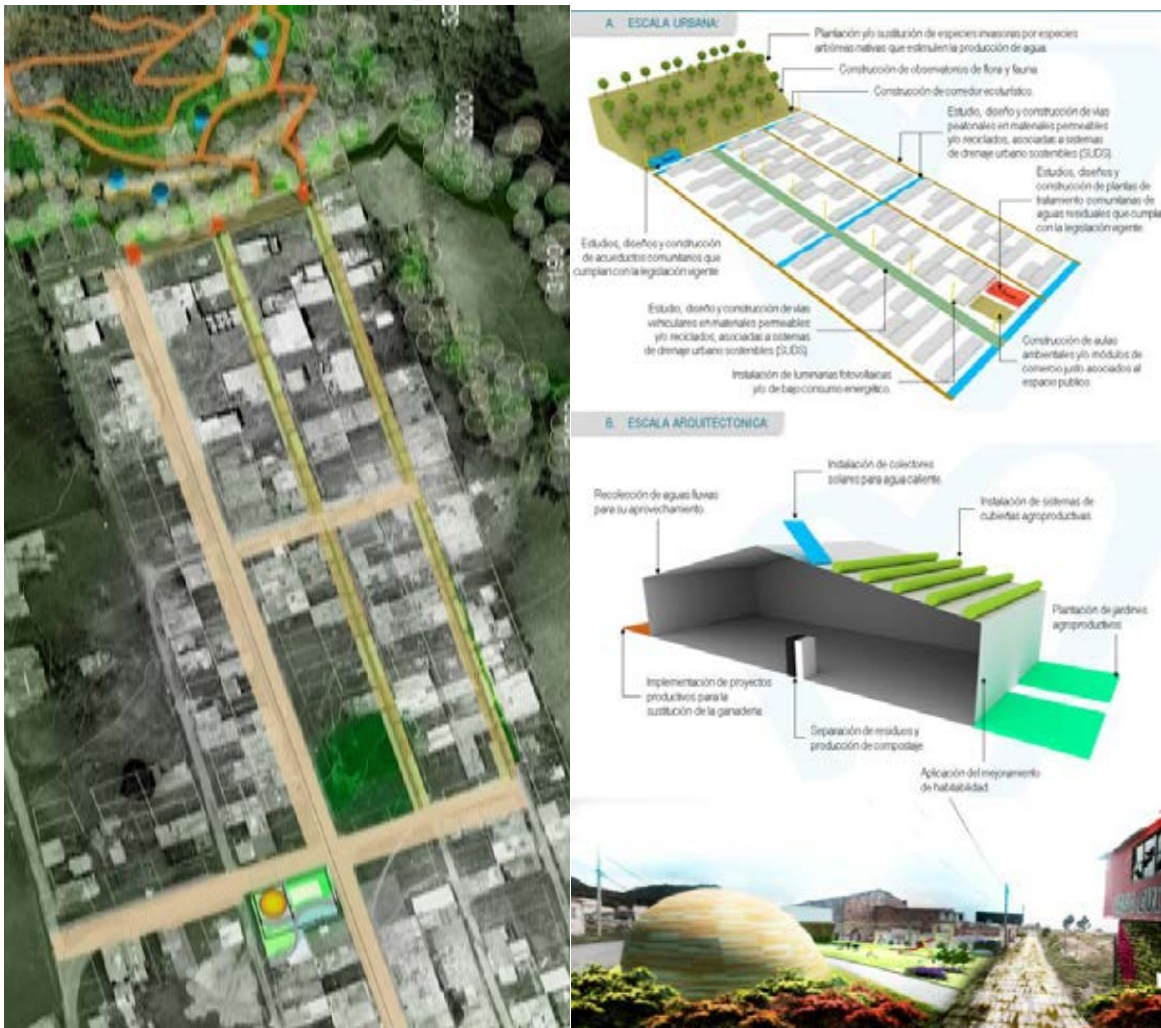 A. ESCALA URBANA:
Plantación y/o sustitución de especies invasoras por especies
arbóreas nativas que estimulen la producción de agua.
Construcción de observatorios de flora y fauna.
Construcción de corredor ecoturístico.
Estudio, diseño y construcción de vías
peatonales en materiales permeables
y/o reciclados, asociadas a sistemas
de drenaje urbano sostenibles (SUDS).
Estudios, diseños y
construcción de plantas de
tratamiento comunitarias de
aguas residuales que cumpla
con la legislación vigente.
Estudios, diseños y construcción
de acueductos comunitarios que
cumplan con la legislación vigente.
Estudio, diseño y construcción de vías
vehiculares en materiales permeables
y/o reciclados, asociadas a sistemas
de drenaje urbano sostenibles (SUDS).
Instalación de luminarias fotovoltaicas
y/o de bajo consumo energético.
Construcción de aulas
ambientales y/o módulos de
comercio justo asociados al
espacio publico.
B. ESCALA ARQUITECTONICA:
Instalación de colectores
solares para agua caliente.
Recolección de aguas lluvias
para su aprovechamiento.
Instalación de sistemas de
cubiertas agroproductivas.
Plantación de jardines
agroproductivos.
Implementación de proyectos
productivos para la
sustitución de la ganadería.
Separación de residuos y
producción de compostaje.
Aplicación del mejoramiento
de habitabilidad.
3200